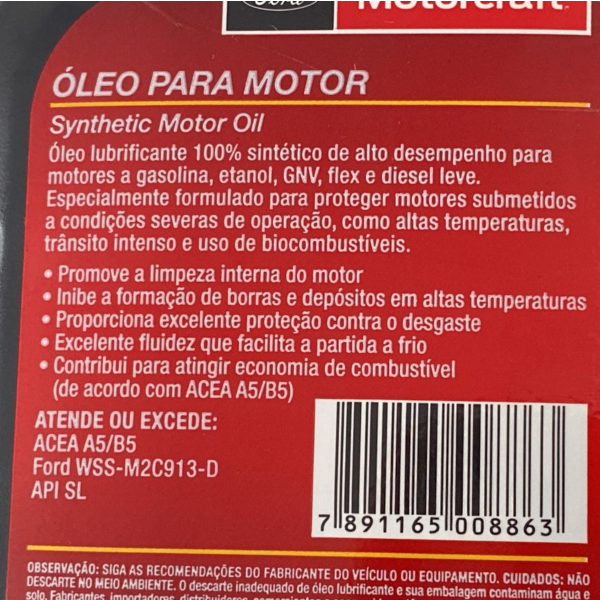 Ford
Motorcraft
ÓLEO PARA MOTOR
Synthetic Motor Oil
Óleo lubrificante 100% sintético de alto desempenho para
motores a gasolina, etanol, GNV, flex e diesel leve.
Especialmente formulado para proteger motores submetidos
a condições severas de operação, como altas temperaturas,
trânsito intenso e uso de biocombustíveis.
• Promove a limpeza interna do motor
• Inibe a formação de borras e depósitos em altas temperaturas
• Proporciona excelente proteção contra o desgaste
• Excelente fluidez que facilita a partida a frio
• Contribui para atingir economia de combustível
(de acordo com ACEA A5/B5)
ATENDE OU EXCEDE:
ACEA A5/B5
Ford WSS-M2C913-D
API SL
7 891165 008863
OBSERVAÇÃO: SIGA AS RECOMENDAÇÕES DO FABRICANTE DO VEÍCULO OU EQUIPAMENTO. CUIDADOS: NÃO
DESCARTE NO MEIO AMBIENTE. O descarte inadequado de óleo lubrificante e sua embalagem contaminam água e
solo. Fabricantes, importadores, distribuidores,